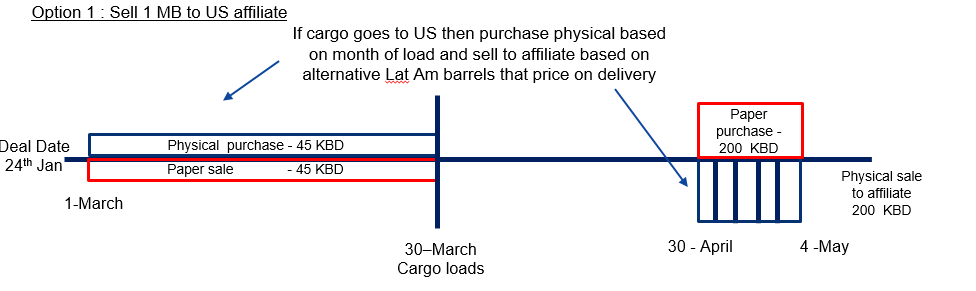 Option 1 : Sell 1 MB to US affiliate
If cargo goes to US then purchase physical based
on month of load and sell to affiliate based on
alternative Lat Am barrels that price on delivery
Paper
purchase -
200 KBD
Deal Date
24th Jan
Physical purchase - 45 KBD
Paper sale - 45 KBD
Physical sale
to affiliate
200 KBD
1-March
30–March
Cargo loads
30 - April
4 -May